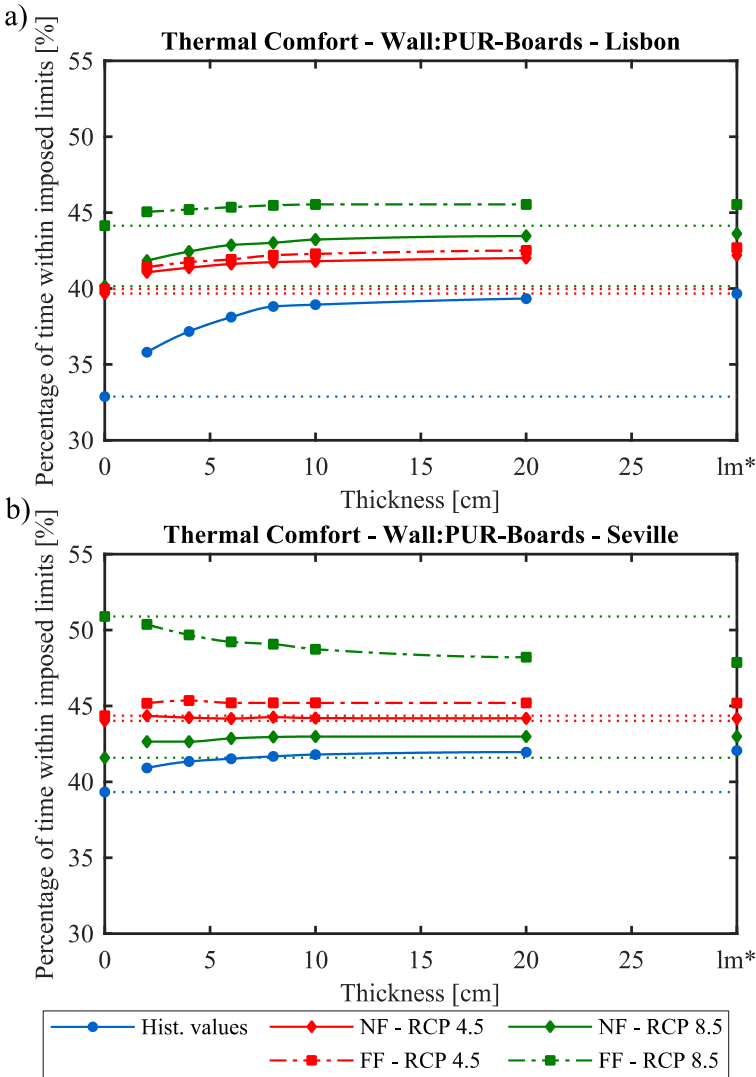 a)
Thermal Comfort - Wall:PUR-Boards - Lisbon
Percentage of time within imposed limits [%]
55
50
45
40
35
30
0 5 10 15 20 25 lm*
Thickness [cm]
b)
Thermal Comfort - Wall:PUR-Boards - Seville
Percentage of time within imposed limits [%]
55
50
45
40
35
30
0 5 10 15 20 25 lm*
Thickness [cm]
Hist. values NF - RCP 4.5 NF - RCP 8.5
FF - RCP 4.5 FF - RCP 8.5